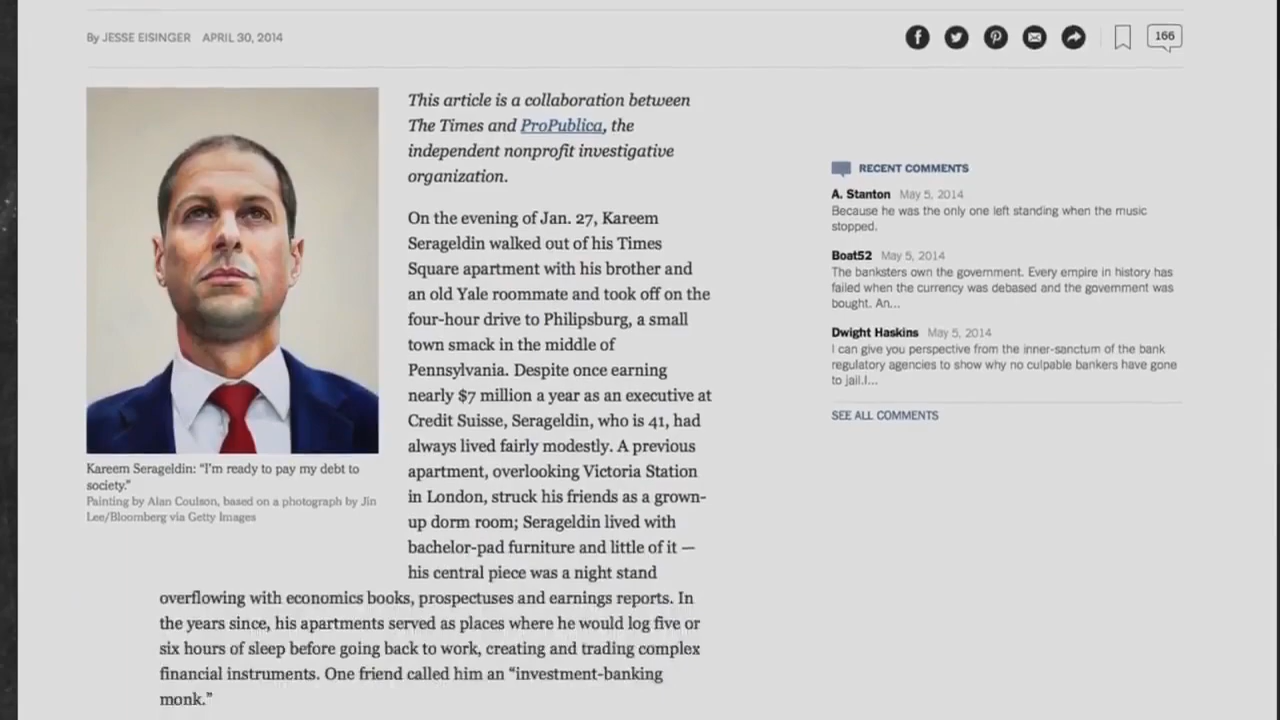 By JESSE EISINGER APRIL 30, 2014
166
This article is a collaboration between
The Times and ProPublica, the
independent nonprofit investigative
organization.
On the evening of Jan. 27, Kareem
Serageldin walked out of his Times
Square apartment with his brother and
an old Yale roommate and took off on the
four-hour drive to Philipsburg, a small
town smack in the middle of
Pennsylvania. Despite once earning
nearly $7 million a year as an executive at
Credit Suisse, Serageldin, who is 41, had
always lived fairly modestly. A previous
apartment, overlooking Victoria Station
in London, struck his friends as a grown-
up dorm room; Serageldin lived with
bachelor-pad furniture and little of it —
his central piece was a night stand
overflowing with economics books, prospectuses and earnings reports. In
the years since, his apartments served as places where he would log five or
six hours of sleep before going back to work, creating and trading complex
financial instruments. One friend called him an “investment-banking
monk.”
Kareem Serageldin: “I’m ready to pay my debt to
society.”
Painting by Alan Coulson, based on a photograph by Jin
Lee/Bloomberg via Getty Images
RECENT COMMENTS
A. Stanton May 5, 2014
Because he was the only one left standing when the music
stopped.
Boat52 May 5, 2014
The banksters own the government. Every empire in history has
failed when the currency was debased and the government was
bought. An...
Dwight Haskins May 5, 2014
I can give you perspective from the inner-sanctum of the bank
regulatory agencies to show why no culpable bankers have gone
to jail.I...
SEE ALL COMMENTS